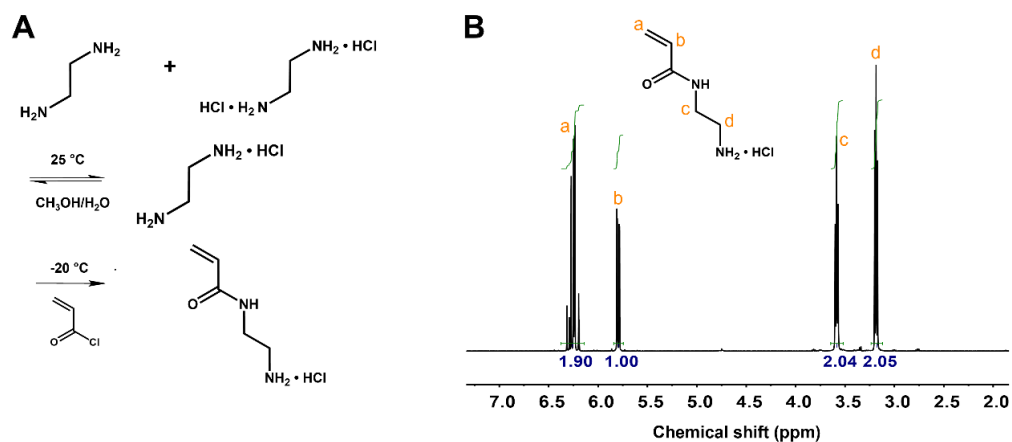 A
NH₂
H₂N
+
NH₂ • HCl
HCl • H₂N
25 °C
CH₃OH/H₂O
NH₂ • HCl
H₂N
-20 °C
O
Cl
O
NH
NH₂ • HCl
B
a
b
O
NH
c
d
NH₂ • HCl
a
b
c
d
1.90
1.00
2.04
2.05
7.0
6.5
6.0
5.5
5.0
4.5
4.0
3.5
3.0
2.5
2.0
Chemical shift (ppm)